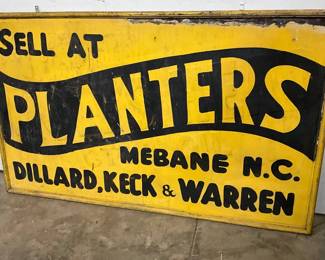 SELL AT
PLANTERS
MEBANE N.C.
DILLARD, KECK & WARREN